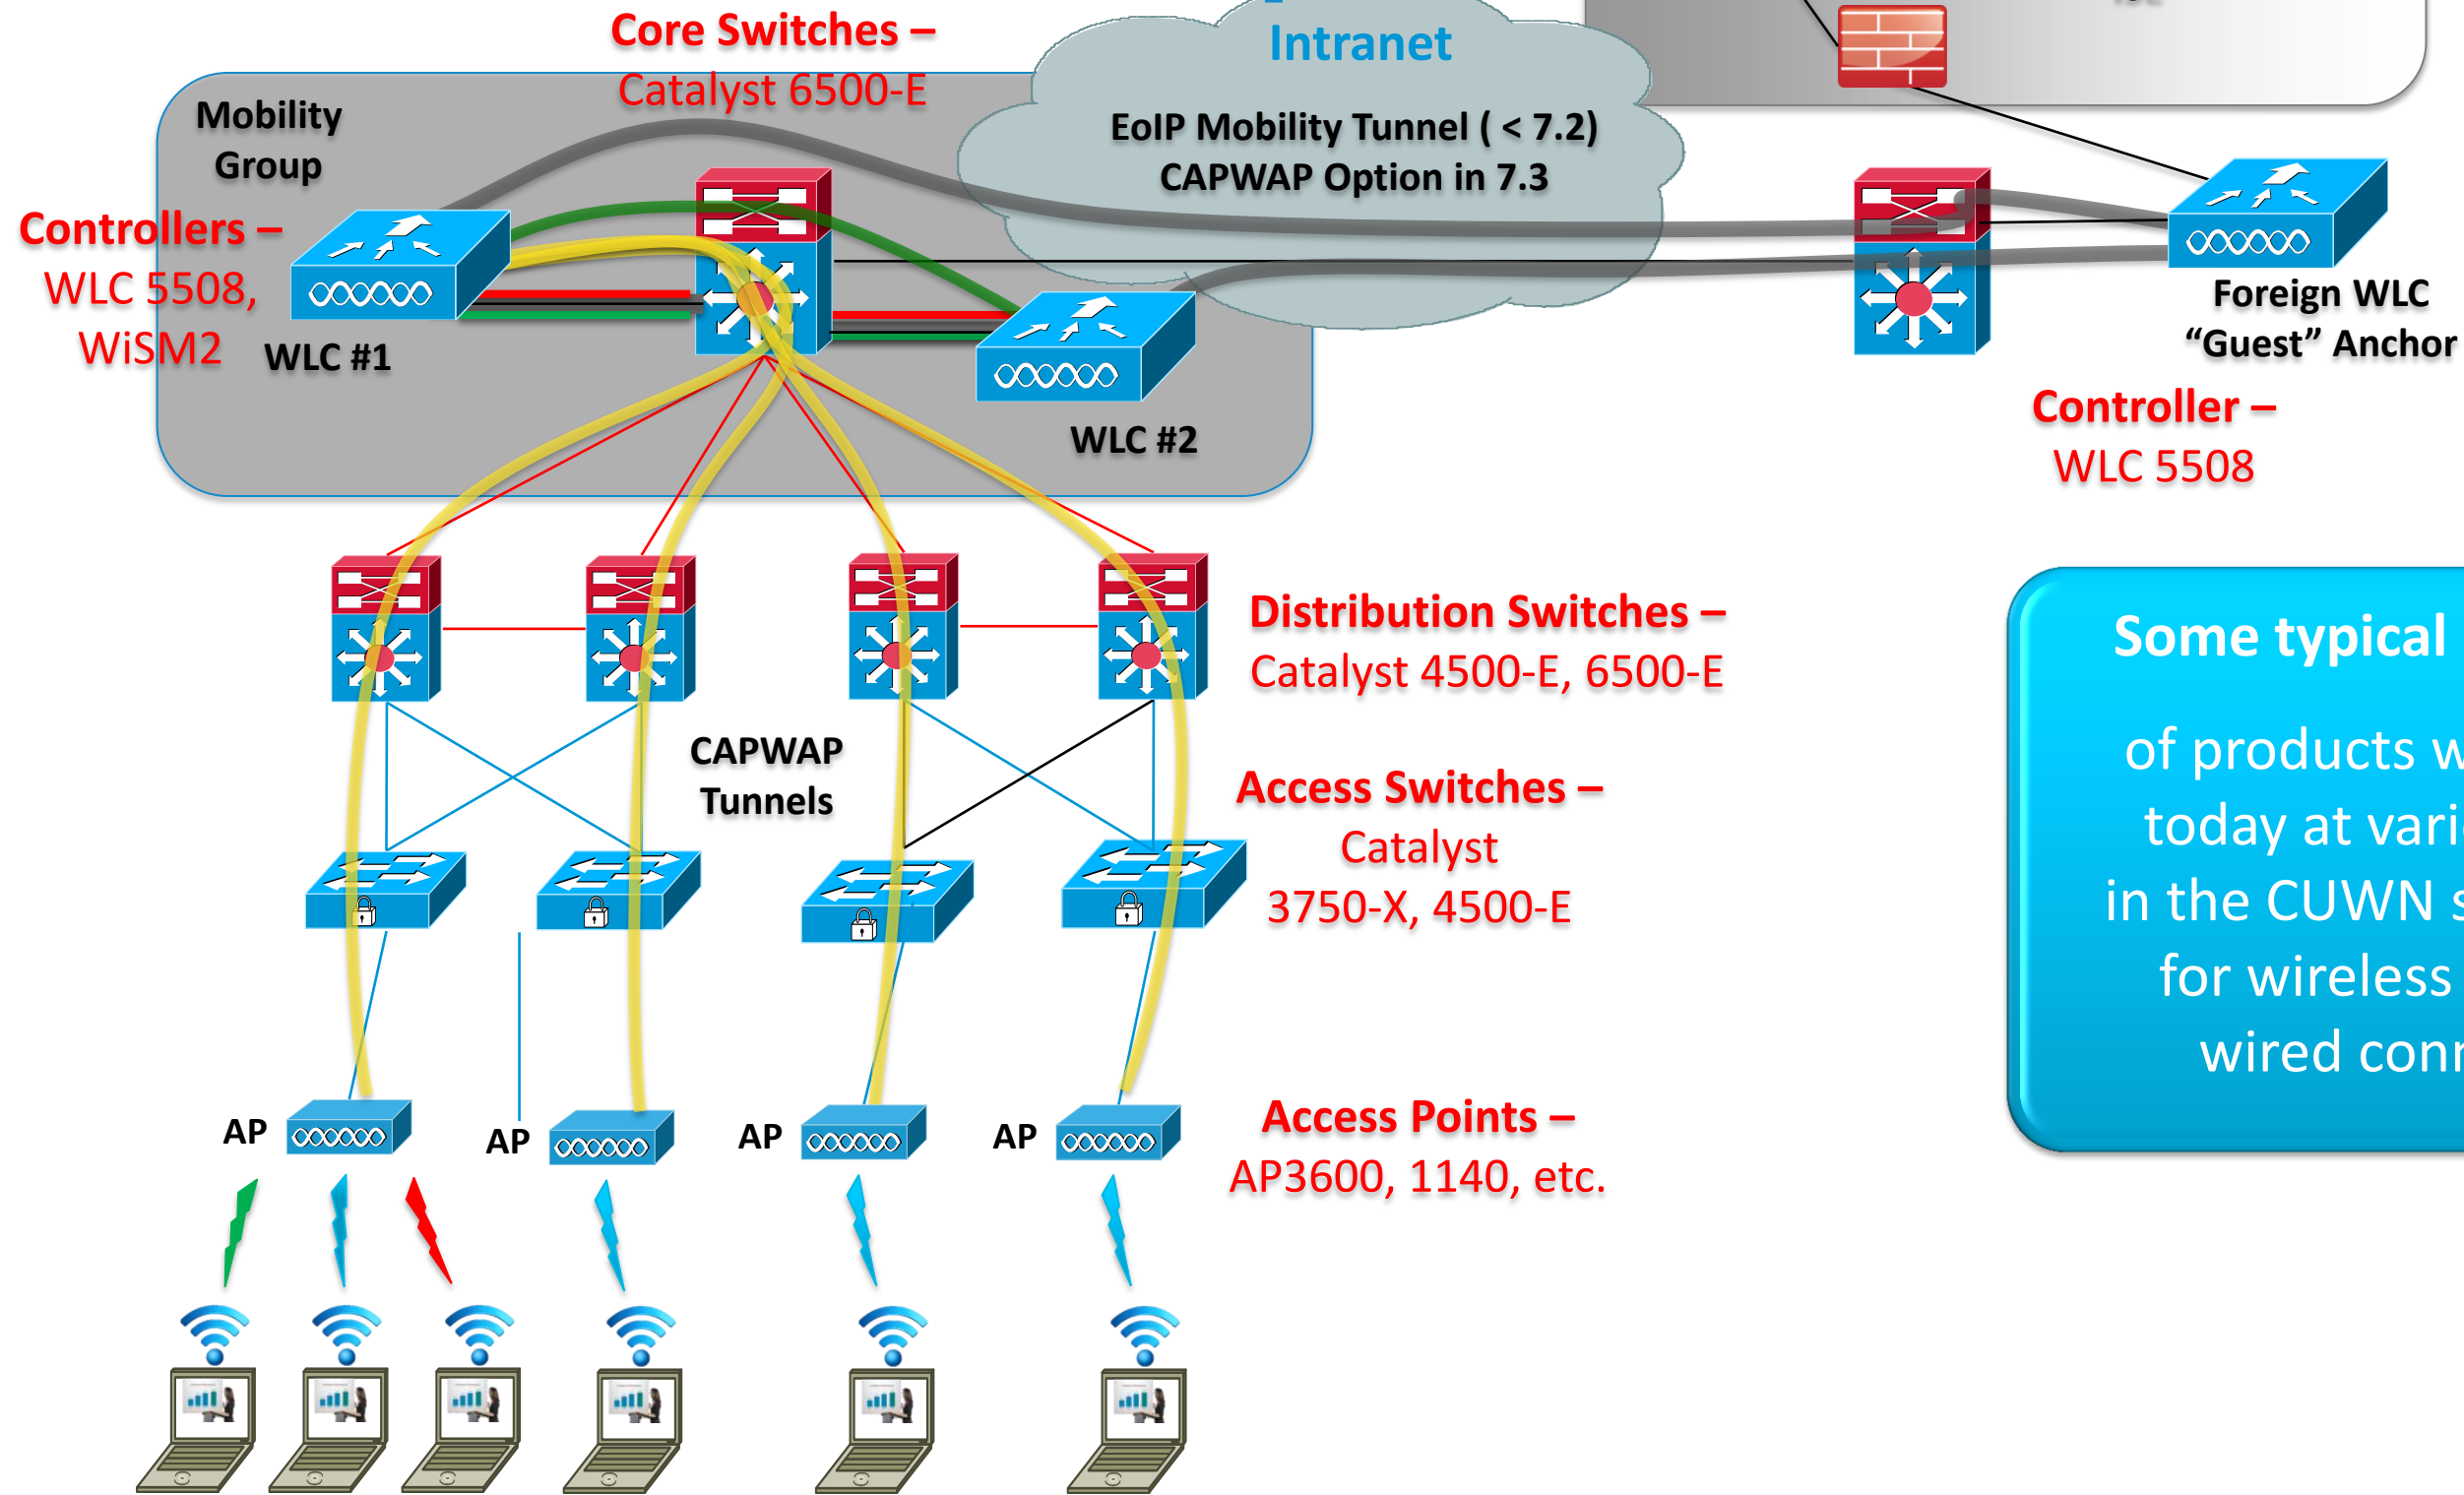 Core Switches –
Catalyst 6500-E
Intranet
EoIP Mobility Tunnel ( < 7.2)
CAPWAP Option in 7.3
Mobility
Group
Controllers –
WLC 5508,
WiSM2
WLC #1
WLC #2
Foreign WLC
“Guest” Anchor
Controller –
WLC 5508
Distribution Switches –
Catalyst 4500-E, 6500-E
CAPWAP
Tunnels
Access Switches –
Catalyst
3750-X, 4500-E
Some typical
of products
today at
in the CUWN
for wireless
wired
AP
AP
AP
AP
Access Points –
AP3600, 1140, etc.